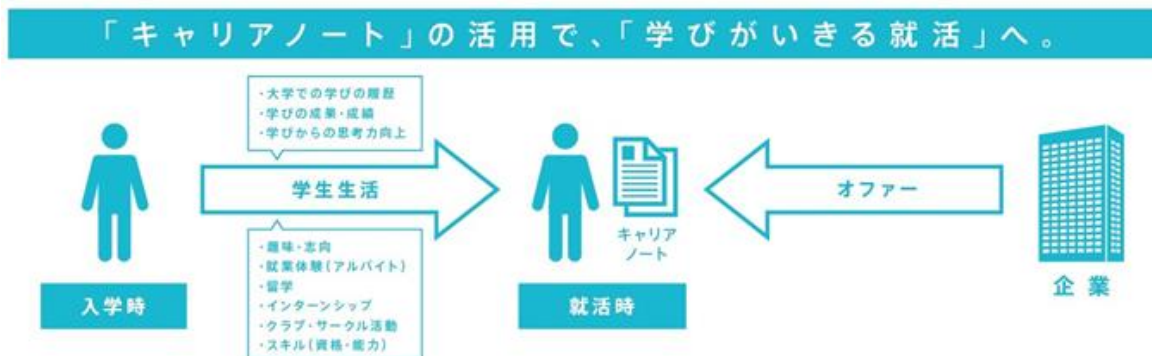 「キャリアノート」の活用で、「学びがいきる就活」へ。
・大学での学びの履歴
・学びの成果・成績
・学びからの思考力向上
学生生活
・趣味・志向
・就業体験(アルバイト)
・留学
・インターンシップ
・クラブ・サークル活動
・スキル(資格・能力)
入学時
キャリア
ノート
就活時
オファー
企業